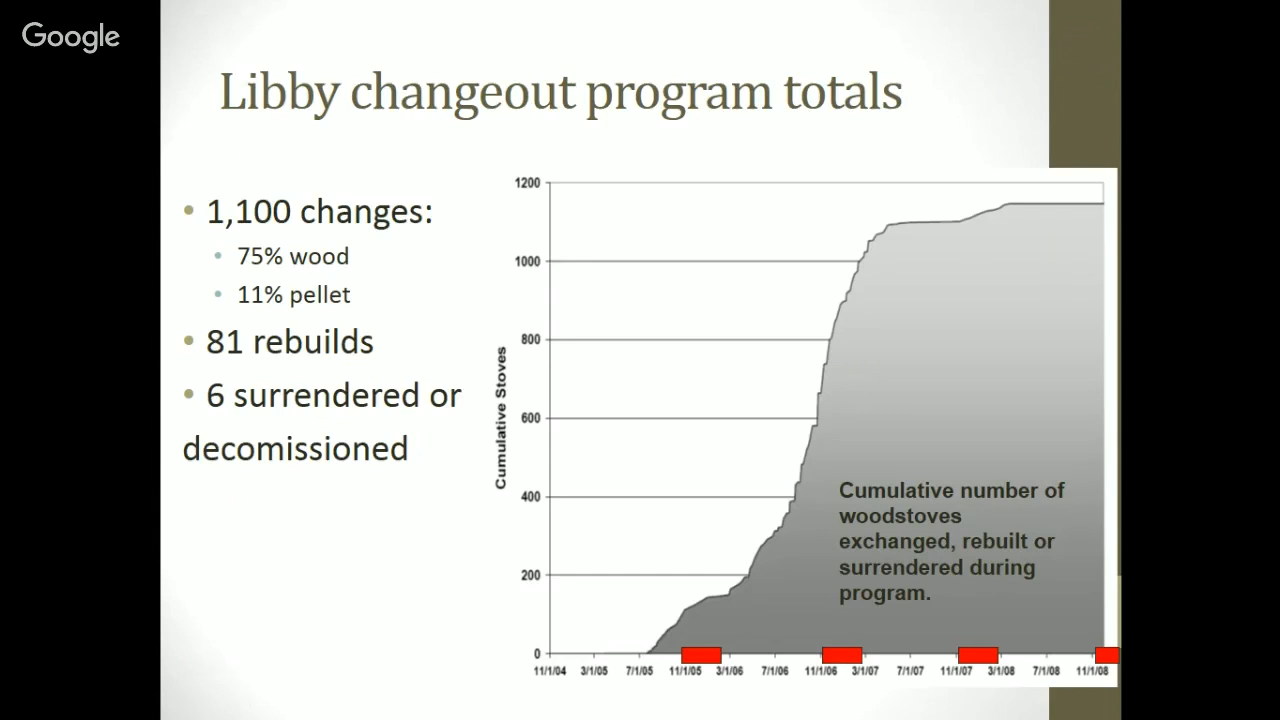 Google
Libby changeout program totals
• 1,100 changes:
• 75% wood
• 11% pellet
• 81 rebuilds
• 6 surrendered or
decomissioned
Cumulative Stoves
1200
1000
800
600
400
200
0
Cumulative number of
woodstoves
exchanged, rebuilt or
surrendered during
program.
11/1/04 3/1/05 7/1/05 11/1/05 3/1/06 7/1/06 11/1/06 3/1/07 7/1/07 11/1/07 3/1/08 7/1/08 11/1/08